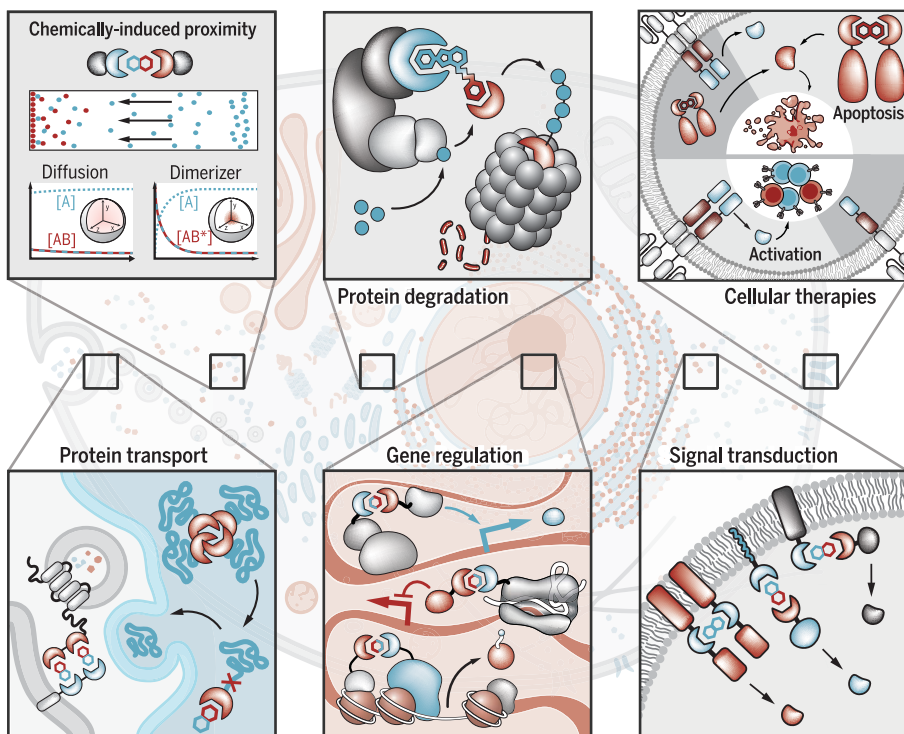 Chemically-induced proximity
Diffusion
Dimerizer
[A]
[A]
[AB]
[AB*]
y
z
x
y
z
x
Protein degradation
Apoptosis
Activation
Cellular therapies
Protein transport
Gene regulation
Signal transduction